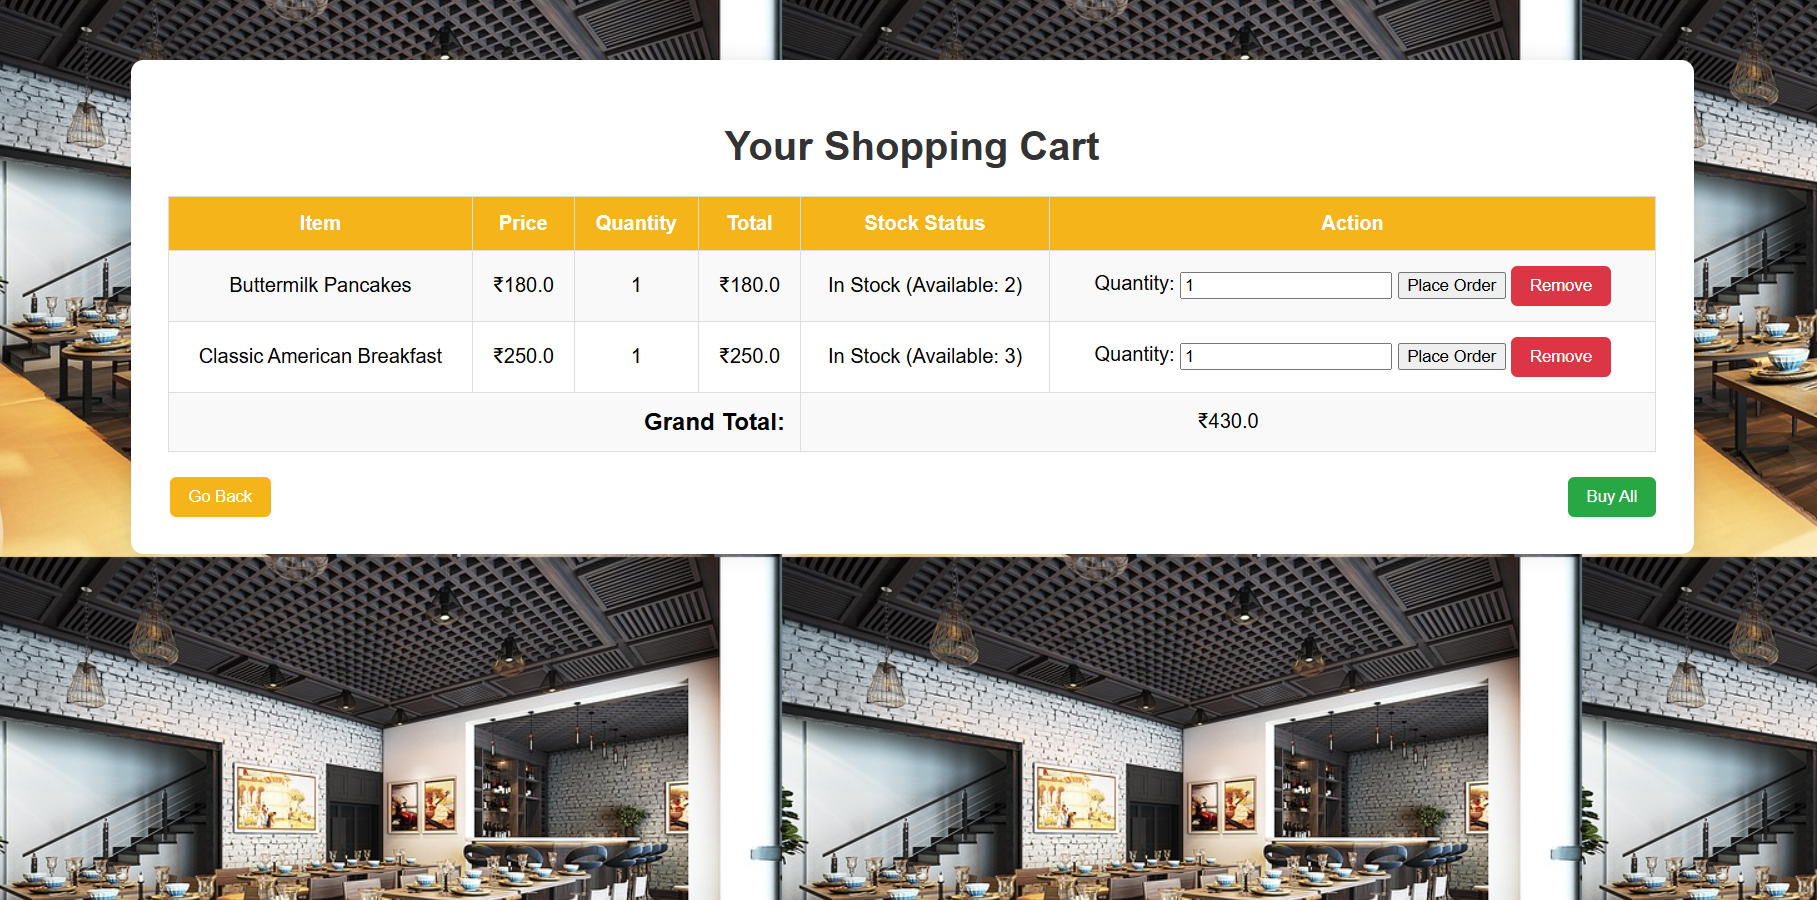 Your Shopping Cart
Item Price Quantity Total Stock Status Action
Buttermilk Pancakes ₹180.0 1 ₹180.0 In Stock (Available: 2) Quantity: 1 Place Order Remove
Classic American Breakfast ₹250.0 1 ₹250.0 In Stock (Available: 3) Quantity: 1 Place Order Remove
Grand Total: ₹430.0
Go Back Buy All